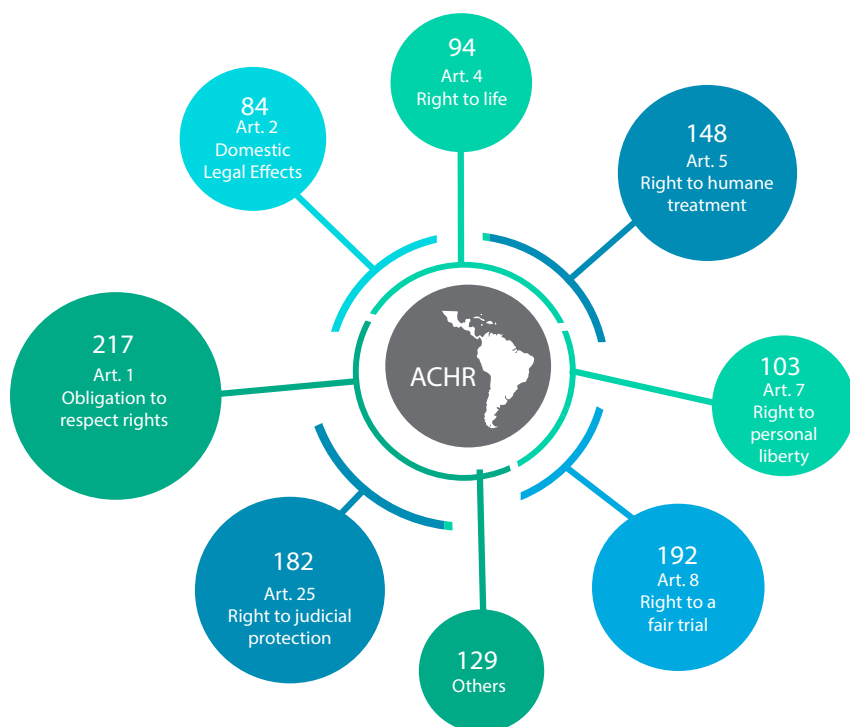 94
Art. 4
Right to life
84
Art. 2
Domestic
Legal Effects
148
Art. 5
Right to humane
treatment
217
Art. 1
Obligation to
respect rights
ACHR
103
Art. 7
Right to
personal
liberty
182
Art. 25
Right to judicial
protection
192
Art. 8
Right to a
fair trial
129
Others